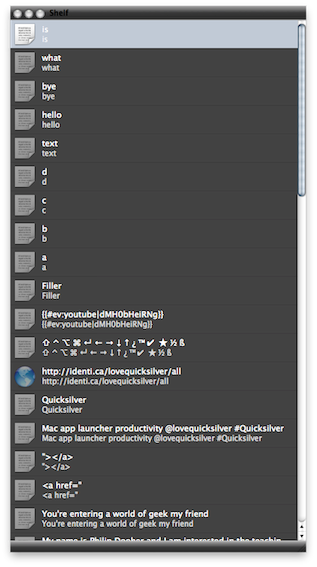 Shelf
is
is
what
what
bye
bye
hello
hello
text
text
d
d
c
c
b
b
a
a
Filler
Filler
{{#ev:youtube|dMH0bHeiRNg}}
{{#ev:youtube|dMH0bHeiRNg}}
⇧ ⌃ ⌥ ⌘ ↩ ← → ↓ ↑ ¿ ™ ✔ ★ ½ ß
⇧ ⌃ ⌥ ⌘ ↩ ← → ↓ ↑ ¿ ™ ✔ ★ ½ ß
http://identi.ca/lovequicksilver/all
http://identi.ca/lovequicksilver/all
Quicksilver
Quicksilver
Mac app launcher productivity @lovequicksilver #Quicksilver
Mac app launcher productivity @lovequicksilver #Quicksilver
"></a>
"></a>
<a href="
<a href="
You're entering a world of geek my friend
You're entering a world of geek my friend
My name is Philip Dooher and I am interested in the teachin